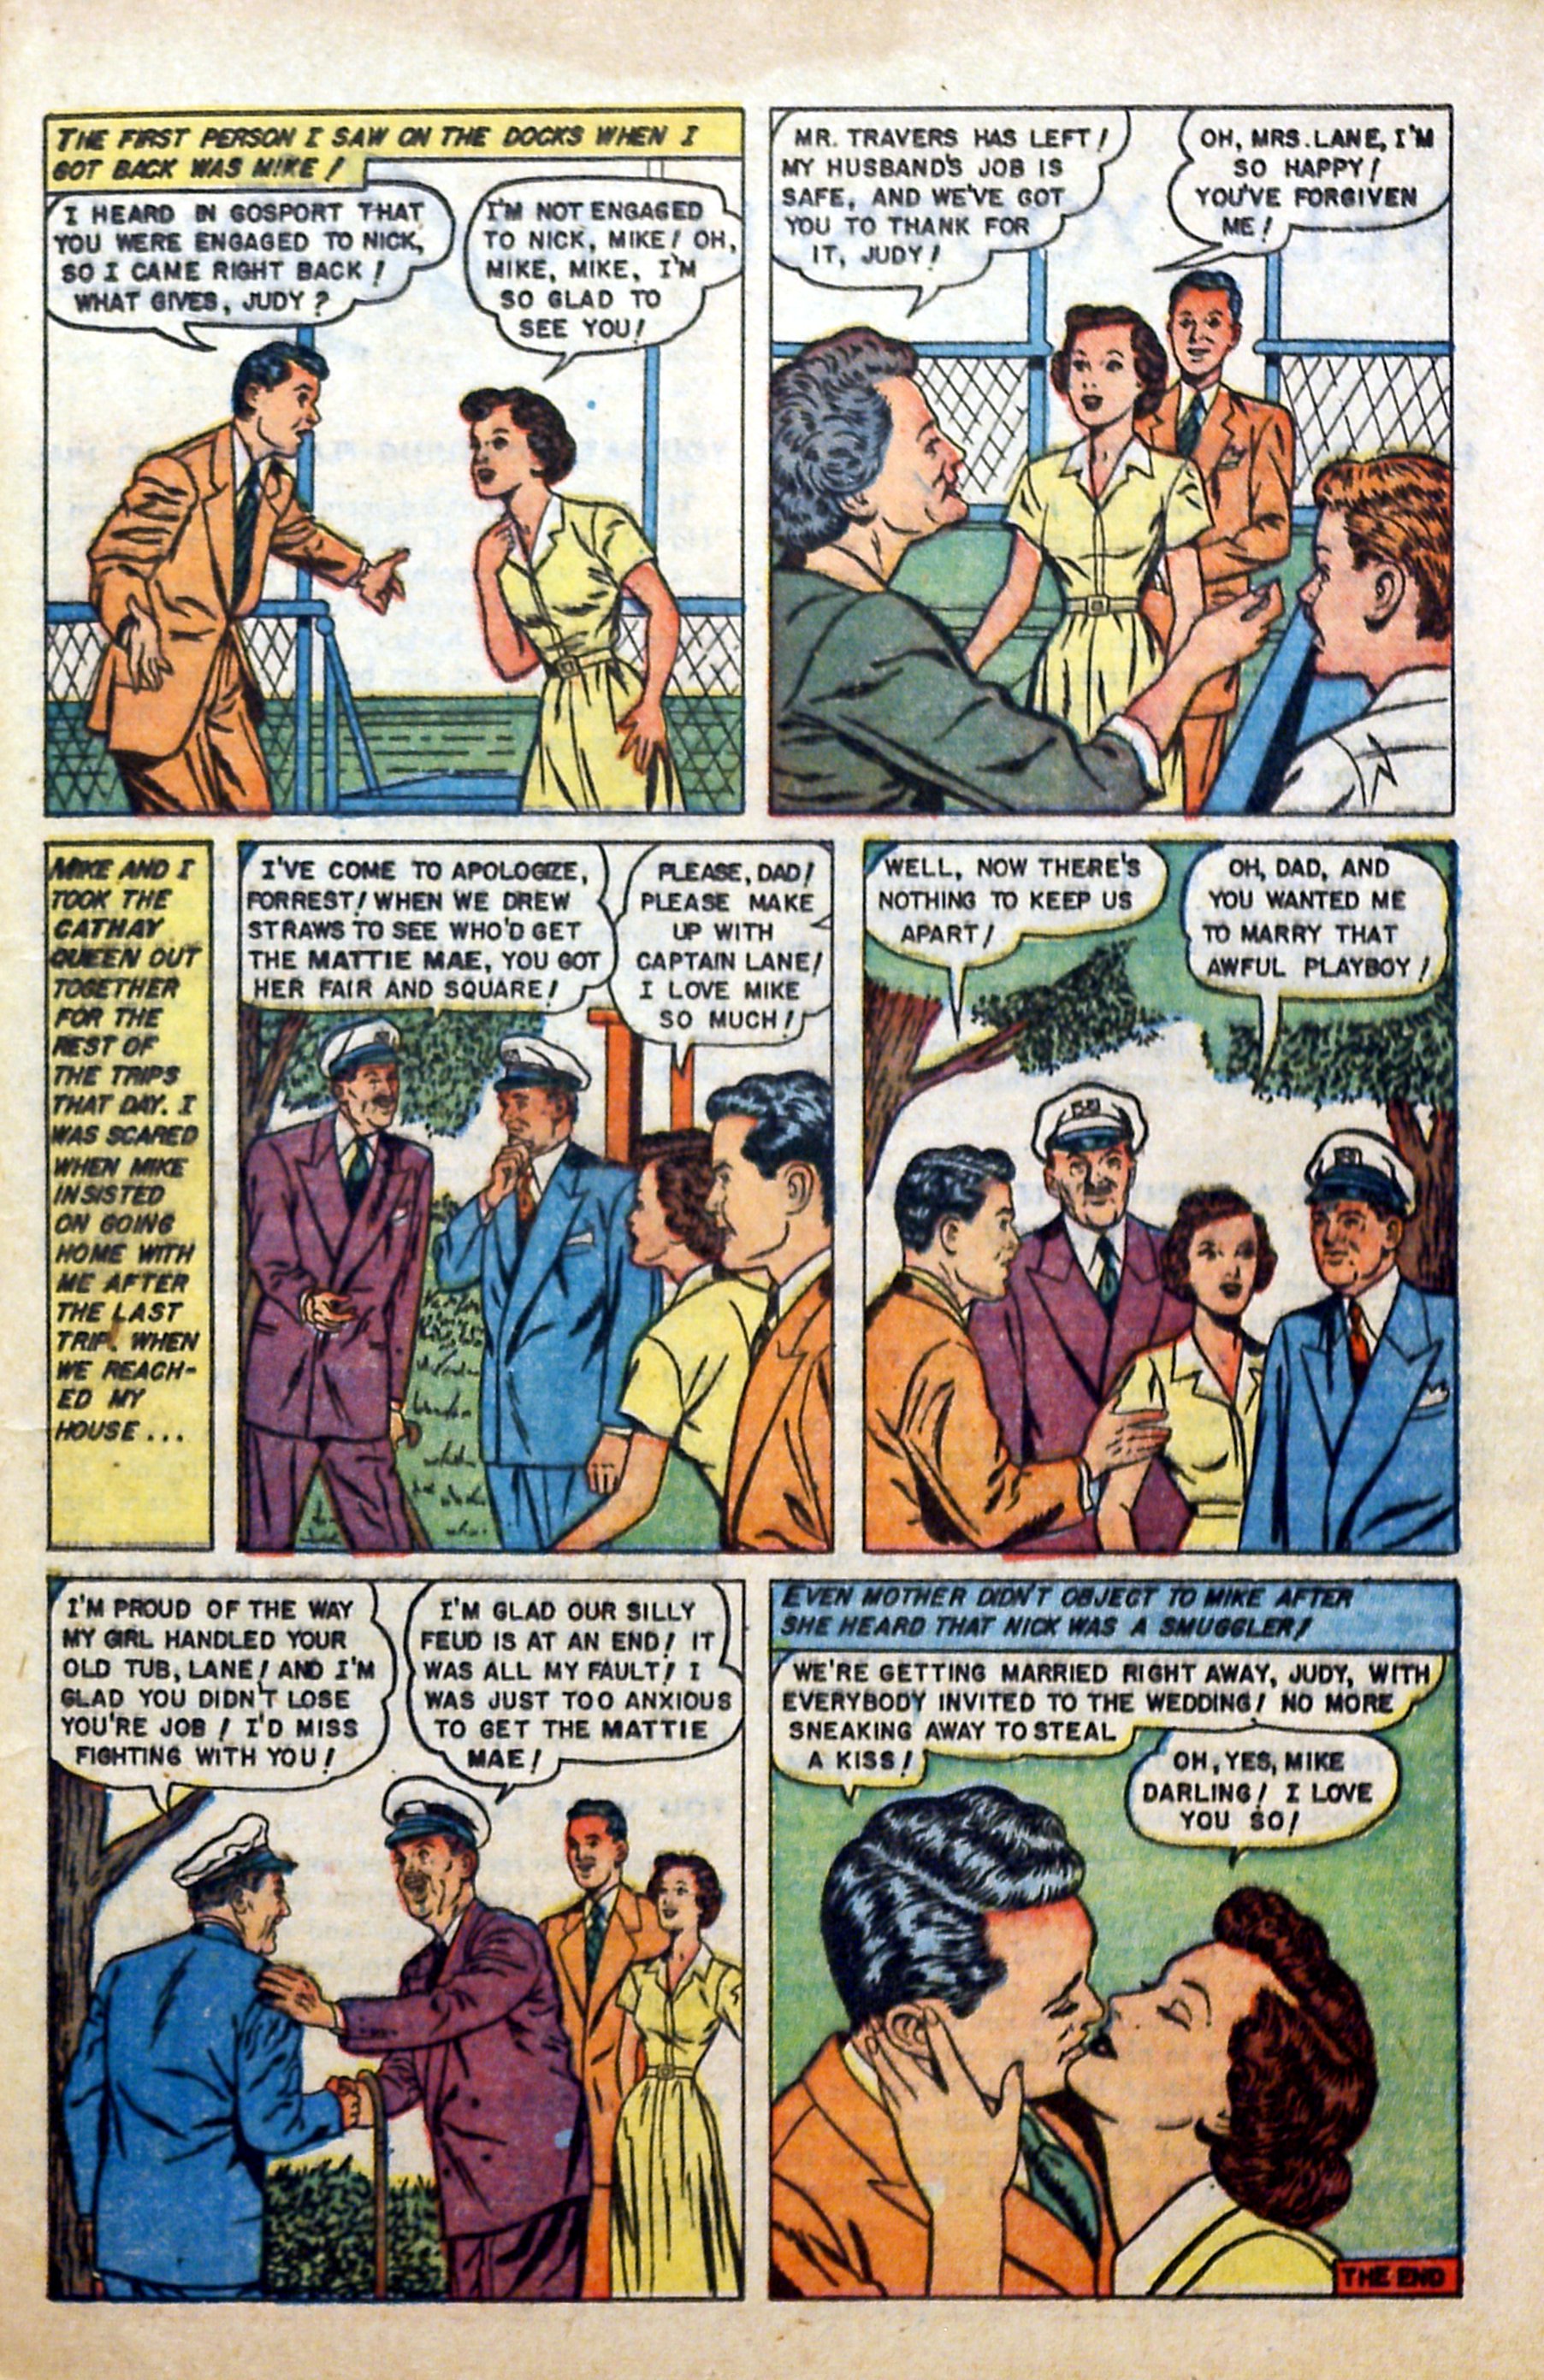 THE FIRST PERSON I SAW ON THE DOCKS WHEN I
GOT BACK WAS MIKE!
I HEARD IN GOSPORT THAT
YOU WERE ENGAGED TO NICK,
SO I CAME RIGHT BACK!
WHAT GIVES, JUDY?
I'M NOT ENGAGED
TO NICK, MIKE! OH,
MIKE, MIKE, I'M
SO GLAD TO
SEE YOU!
MR. TRAVERS HAS LEFT!
MY HUSBAND'S JOB IS
SAFE, AND WE'VE GOT
YOU TO THANK FOR
IT, JUDY!
OH, MRS. LANE, I'M
SO HAPPY!
YOU'VE FORGIVEN
ME!
MIKE AND I
TOOK THE
CATHAY
QUEEN OUT
TOGETHER
FOR THE
REST OF
THE TRIPS
THAT DAY. I
WAS SCARED
WHEN MIKE
INSISTED
ON GOING
HOME WITH
ME AFTER
THE LAST
TRIP. WHEN
WE REACH-
ED MY
HOUSE...
I'VE COME TO APOLOGIZE,
FORREST! WHEN WE DREW
STRAWS TO SEE WHO'D GET
THE MATTIE MAE, YOU GOT
HER FAIR AND SQUARE!
PLEASE, DAD!
PLEASE MAKE
UP WITH
CAPTAIN LANE!
I LOVE MIKE
SO MUCH!
WELL, NOW THERE'S
NOTHING TO KEEP US
APART!
OH, DAD, AND
YOU WANTED ME
TO MARRY THAT
AWFUL PLAYBOY!
I'M PROUD OF THE WAY
MY GIRL HANDLED YOUR
OLD TUB, LANE! AND I'M
GLAD YOU DIDN'T LOSE
YOU'RE JOB! I'D MISS
FIGHTING WITH YOU!
I'M GLAD OUR SILLY
FEUD IS AT AN END! IT
WAS ALL MY FAULT! I
WAS JUST TOO ANXIOUS
TO GET THE MATTIE
MAE!
EVEN MOTHER DIDN'T OBJECT TO MIKE AFTER
SHE HEARD THAT NICK WAS A SMUGGLER!
WE'RE GETTING MARRIED RIGHT AWAY, JUDY, WITH
EVERYBODY INVITED TO THE WEDDING! NO MORE
SNEAKING AWAY TO STEAL
A KISS!
OH, YES, MIKE
DARLING! I LOVE
YOU SO!
THE END